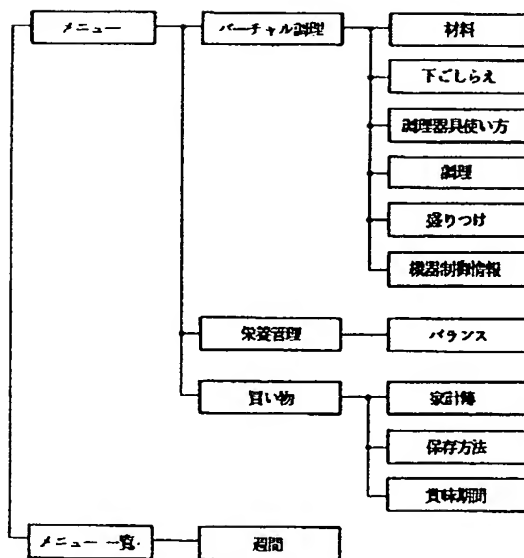 メニュー
バーチャル調理
材料
下ごしらえ
調理器具使い方
調理
盛りつけ
機器制御情報
栄養管理
バランス
買い物
家計簿
保存方法
賞味期間
メニュー一覧
週間